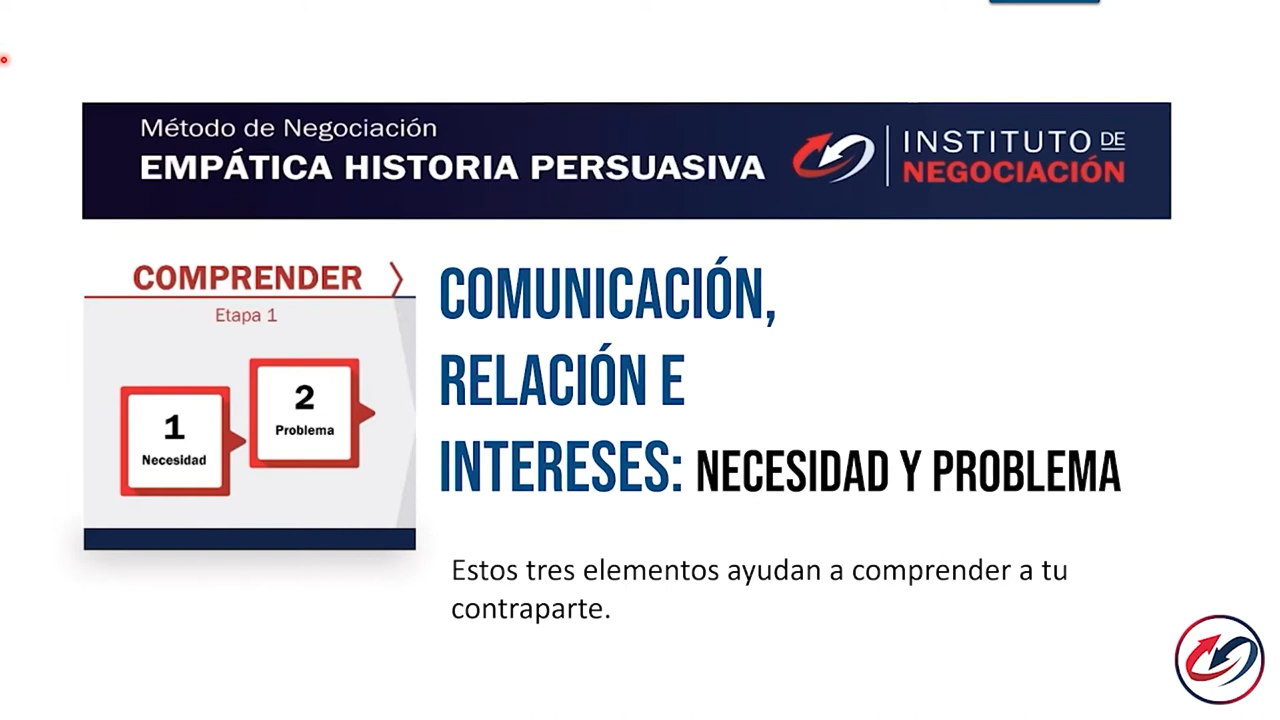 Método de Negociación
EMPÁTICA HISTORIA PERSUASIVA
INSTITUTO DE
NEGOCIACIÓN
COMPRENDER
Etapa 1
1
Necesidad
2
Problema
COMUNICACIÓN,
RELACIÓN E
INTERESES: NECESIDAD Y PROBLEMA
Estos tres elementos ayudan a comprender a tu
contraparte.